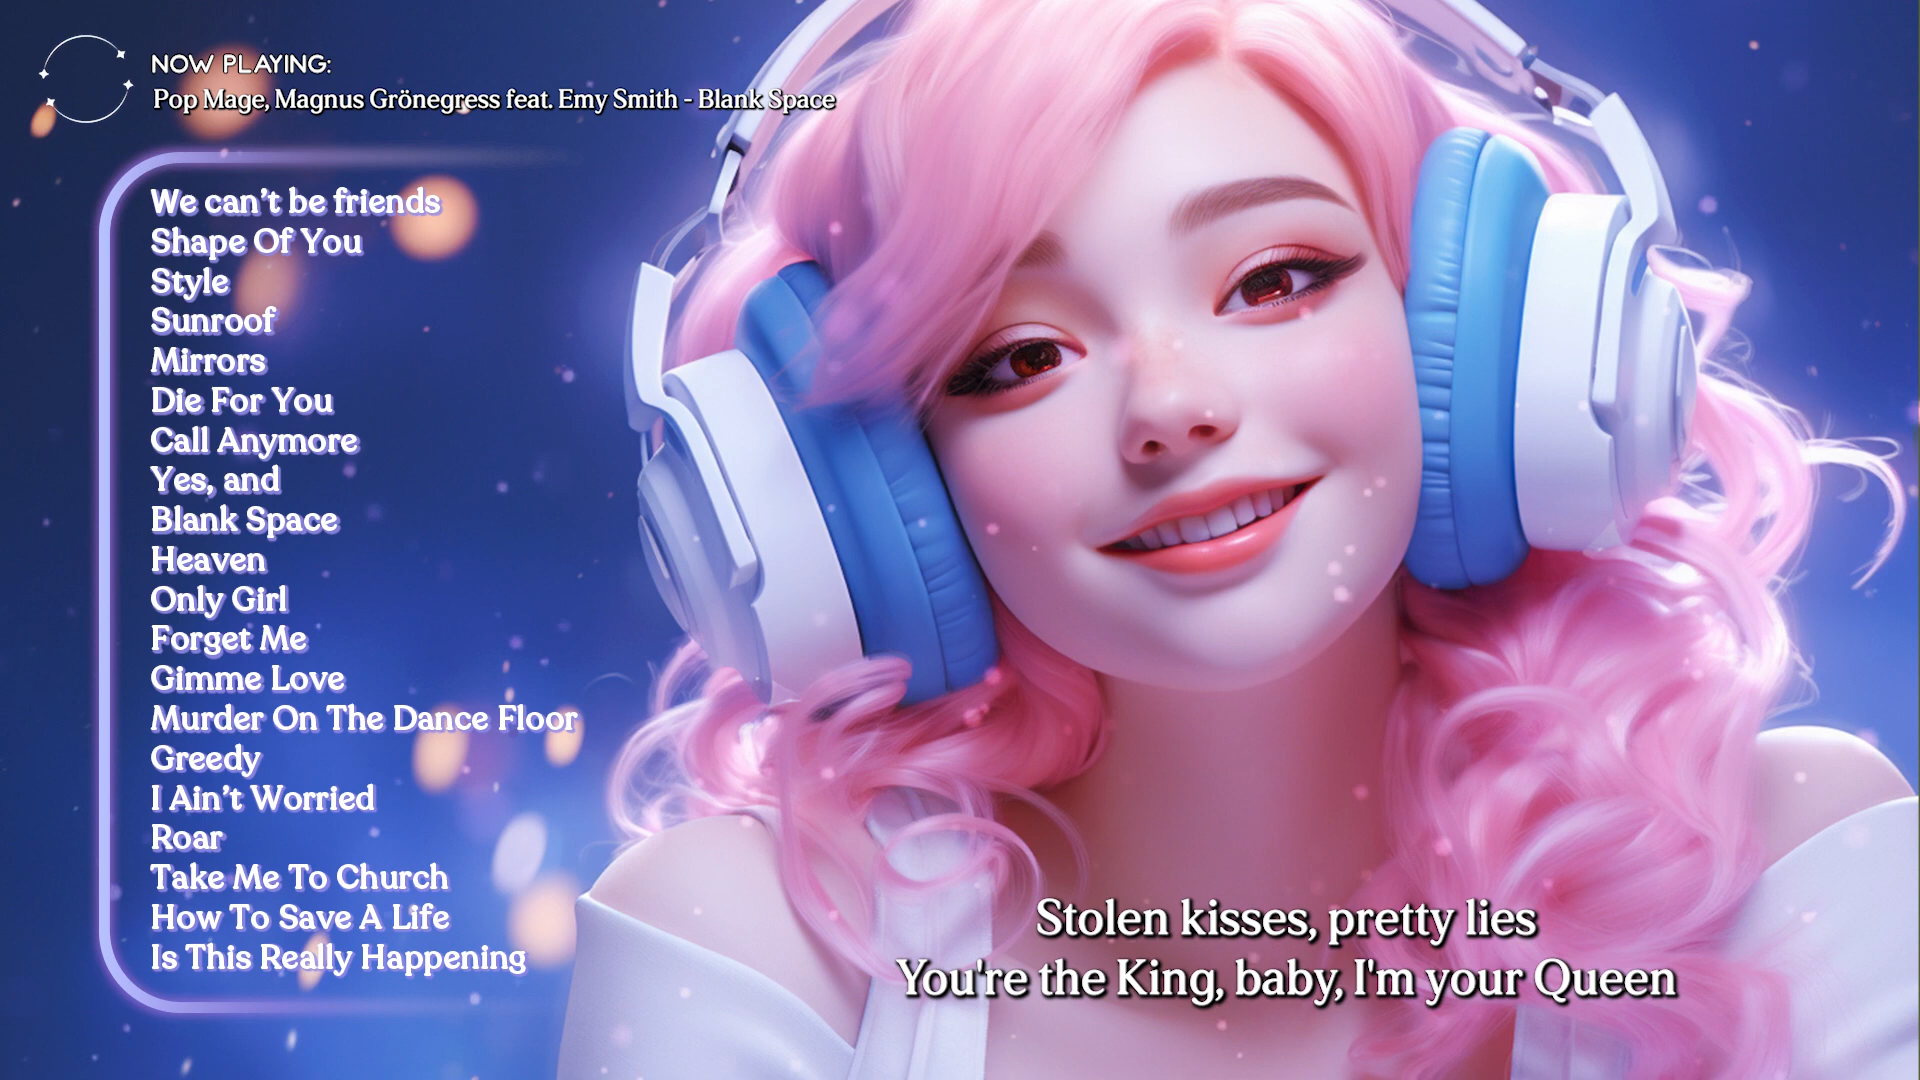 NOW PLAYING:
Pop Mage, Magnus Grönegress feat. Emy Smith - Blank Space
We can't be friends
Shape Of You
Style
Sunroof
Mirrors
Die For You
Call Anymore
Yes, and
Blank Space
Heaven
Only Girl
Forget Me
Gimme Love
Murder On The Dance Floor
Greedy
I Ain't Worried
Roar
Take Me To Church
How To Save A Life
Is This Really Happening
Stolen kisses, pretty lies
You're the King, baby, I'm your Queen